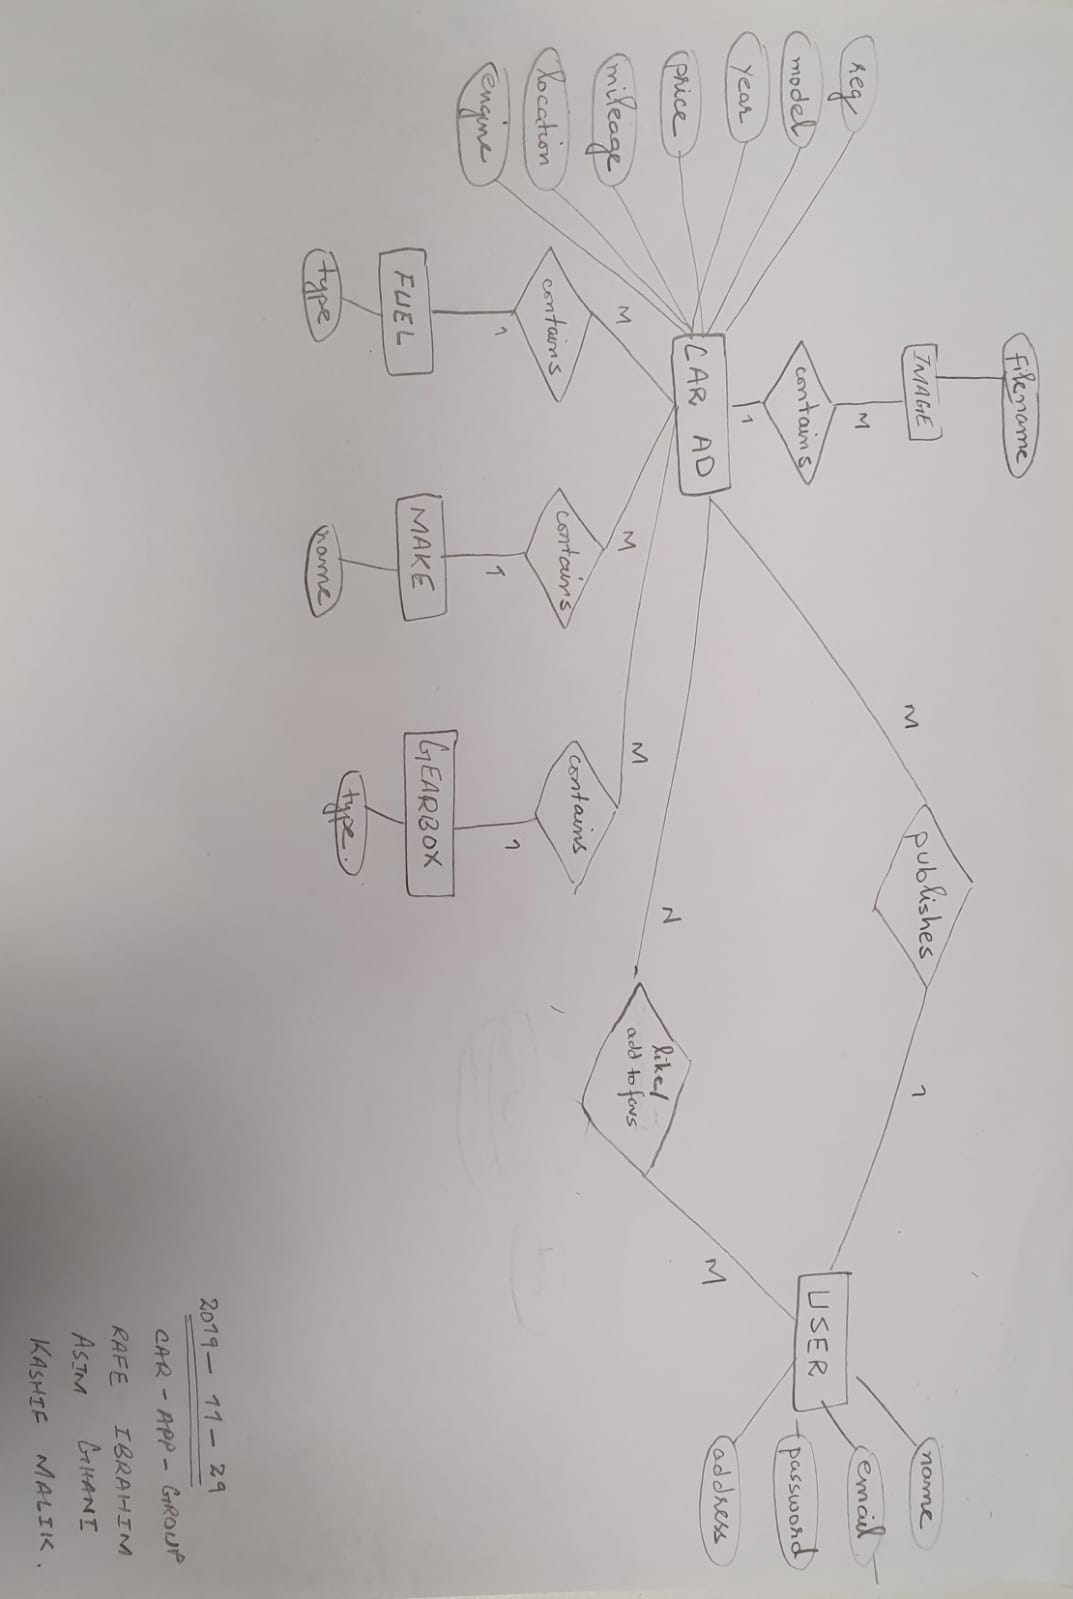 filename
IMAGE
M
contains
1
reg
model
year
price
mileage
location
engine
CAR AD
M
publishes
1
USER
name
email
password
address
N
like/
add to favs
M
M
contains
1
FUEL
type
M
contains
1
MAKE
name
M
contains
1
GEARBOX
type.
2019-11-29
CAR-APP-GROUP
RAFE IBRAHIM
ASIM GHANI
KASHIF MALIK.